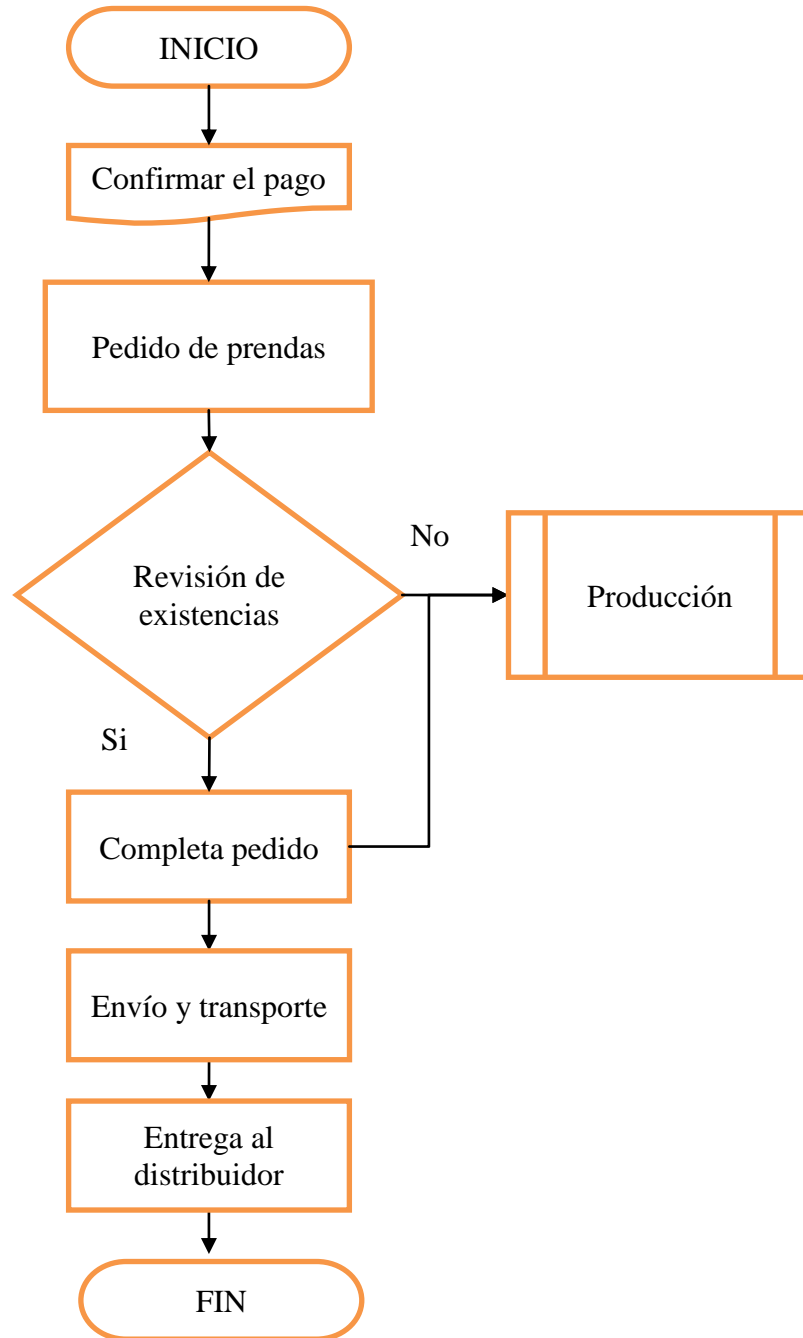 INICIO
Confirmar el pago
Pedido de prendas
No
Revisión de
existencias
Producción
Si
Completa pedido
Envío y transporte
Entrega al
distribuidor
FIN